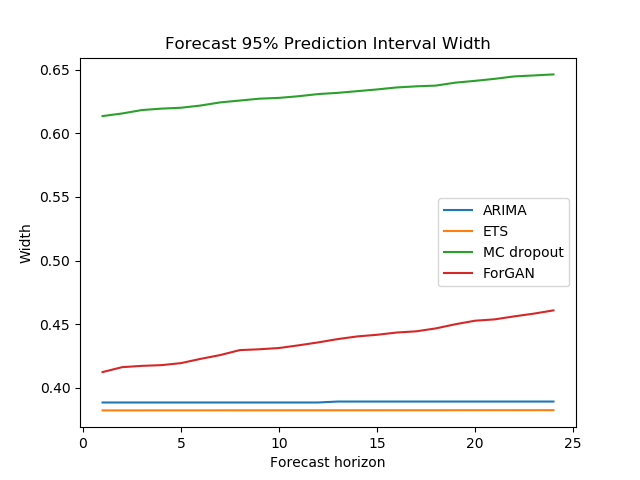 Forecast 95% Prediction Interval Width
0.65
0.60
0.55
0.50
0.45
0.40
Width
ARIMA
ETS
MC dropout
ForGAN
0
5
10
15
20
25
Forecast horizon